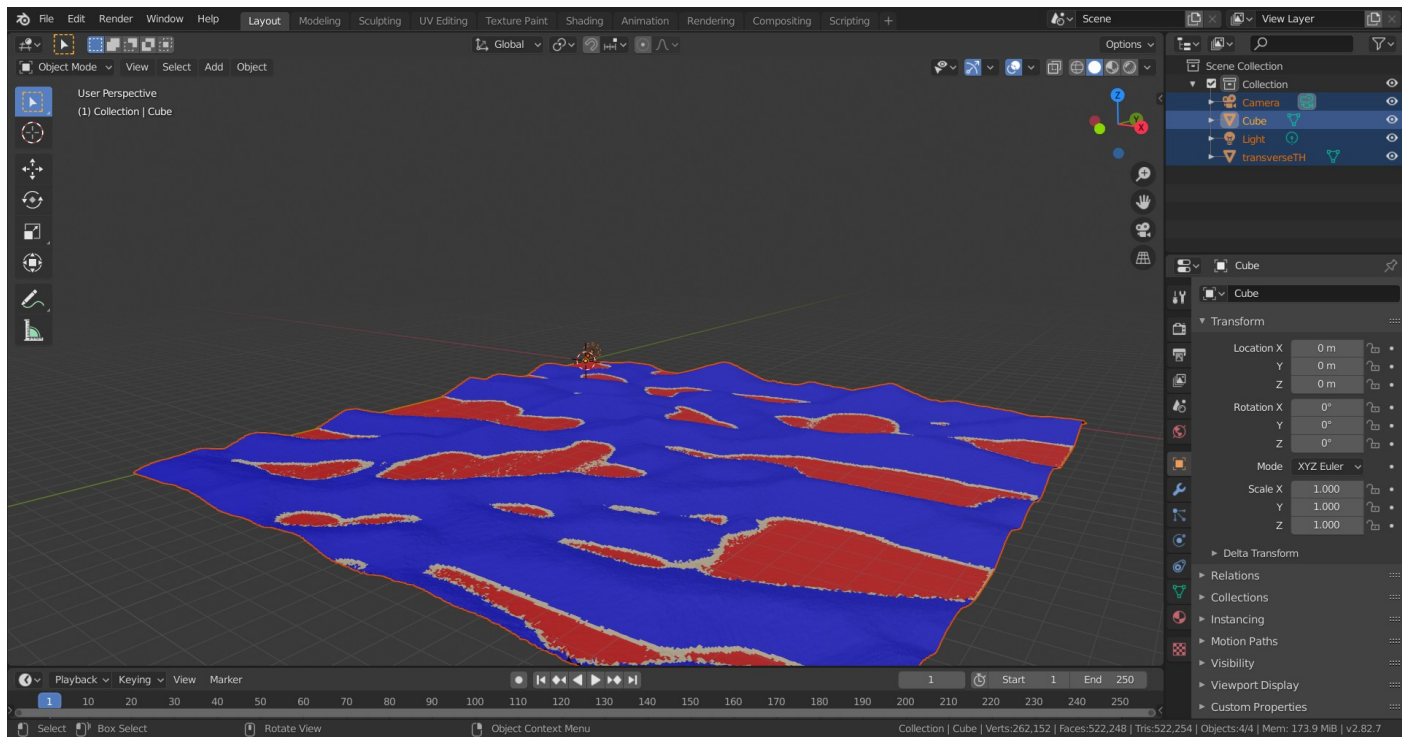 File Edit Render Window Help Layout Modeling Sculpting UV Editing Texture Paint Shading Animation Rendering Compositing Scripting + Scene View Layer
Global Options
Object Mode View Select Add Object
User Perspective
(1) Collection | Cube
Z
Y
X
Scene Collection
Collection
Camera
Cube
Light
transverseTH
Cube
Cube
Transform
Location X 0 m
Y 0 m
Z 0 m
Rotation X 0°
Y 0°
Z 0°
Mode XYZ Euler
Scale X 1.000
Y 1.000
Z 1.000
Delta Transform
Relations
Collections
Instancing
Motion Paths
Visibility
Viewport Display
Custom Properties
Playback Keying View Marker 1 Start 1 End 250
1 10 20 30 40 50 60 70 80 90 100 110 120 130 140 150 160 170 180 190 200 210 220 230 240 250
Select Box Select Rotate View Object Context Menu Collection | Cube | Verts:262,152 | Faces:522,248 | Tris:522,254 | Objects:4/4 | Mem: 173.9 MiB | v2.82.7